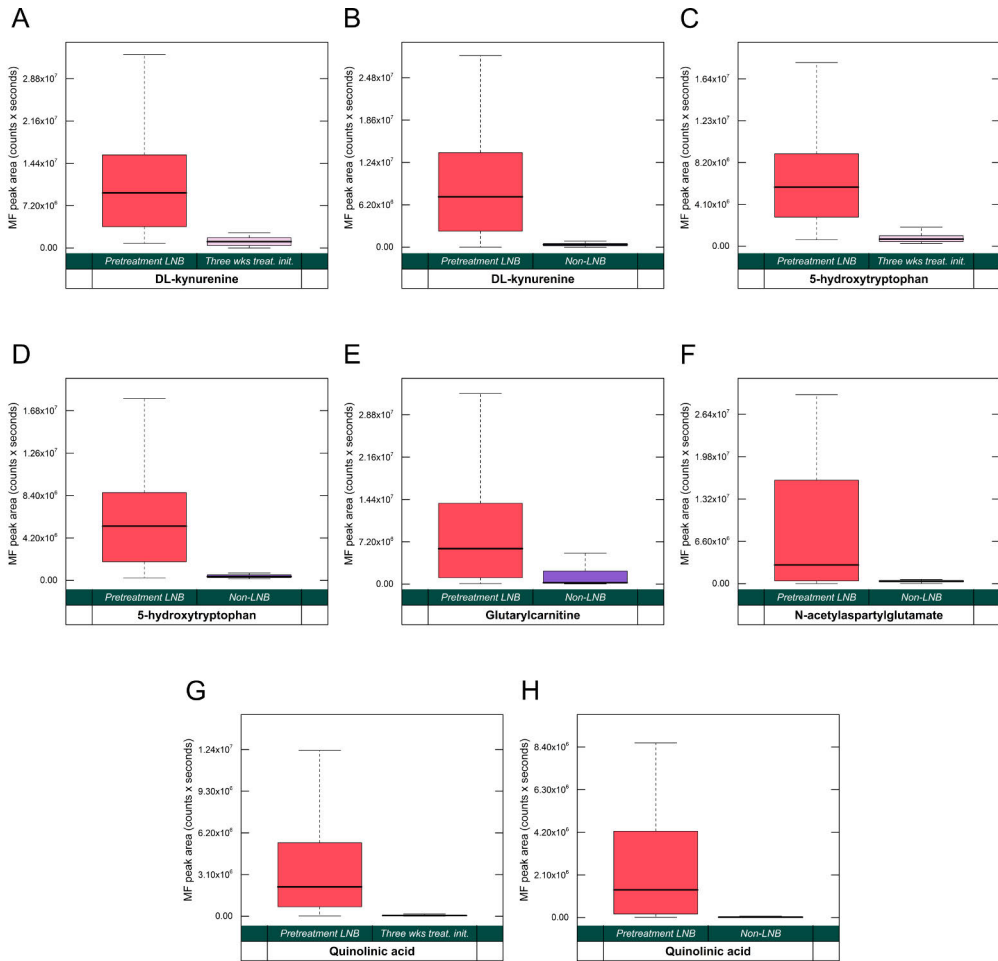 A
MF peak area (counts x seconds)
2.88x10⁷
2.16x10⁷
1.44x10⁷
7.20x10⁶
0.00
Pretreatment LNB
Three wks treat. init.
DL-kynurenine
B
MF peak area (counts x seconds)
2.48x10⁷
1.86x10⁷
1.24x10⁷
6.20x10⁶
0.00
Pretreatment LNB
Non-LNB
DL-kynurenine
C
MF peak area (counts x seconds)
1.64x10⁷
1.23x10⁷
8.20x10⁶
4.10x10⁶
0.00
Pretreatment LNB
Three wks treat. init.
5-hydroxytryptophan
D
MF peak area (counts x seconds)
1.68x10⁷
1.26x10⁷
8.40x10⁶
4.20x10⁶
0.00
Pretreatment LNB
Non-LNB
5-hydroxytryptophan
E
MF peak area (counts x seconds)
2.88x10⁷
2.16x10⁷
1.44x10⁷
7.20x10⁶
0.00
Pretreatment LNB
Non-LNB
Glutarylcarnitine
F
MF peak area (counts x seconds)
2.64x10⁷
1.98x10⁷
1.32x10⁷
6.60x10⁶
0.00
Pretreatment LNB
Non-LNB
N-acetylaspartylglutamate
G
MF peak area (counts x seconds)
1.24x10⁷
9.30x10⁶
6.20x10⁶
3.10x10⁶
0.00
Pretreatment LNB
Three wks treat. init.
Quinolinic acid
H
MF peak area (counts x seconds)
8.40x10⁶
6.30x10⁶
4.20x10⁶
2.10x10⁶
0.00
Pretreatment LNB
Non-LNB
Quinolinic acid